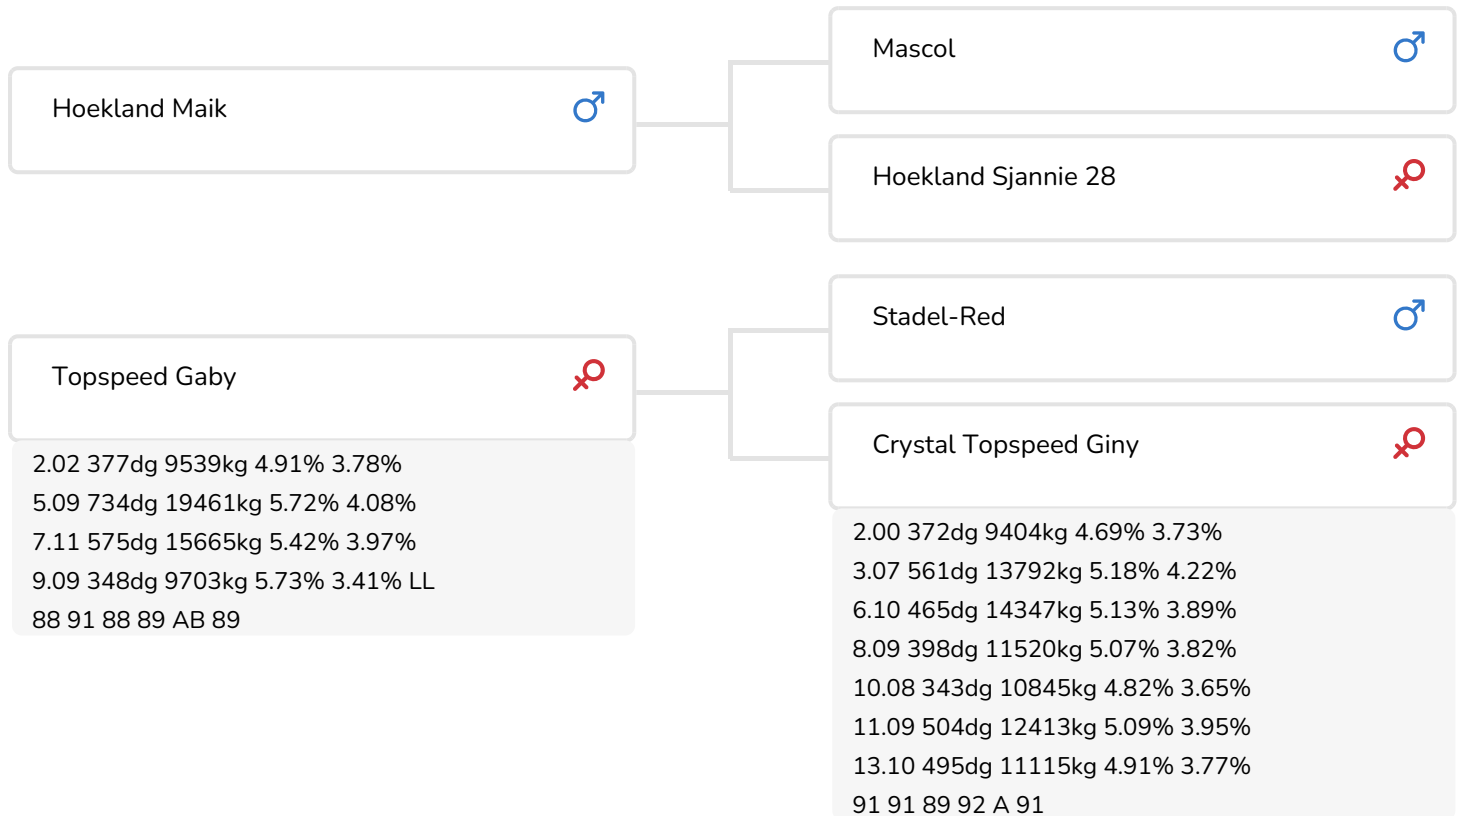 Hoekland Maik
Mascol
Hoekland Sjannie 28
Topspeed Gaby
2.02 377dg 9539kg 4.91% 3.78%
5.09 734dg 19461kg 5.72% 4.08%
7.11 575dg 15665kg 5.42% 3.97%
9.09 348dg 9703kg 5.73% 3.41% LL
88 91 88 89 AB 89
Stadel-Red
Crystal Topspeed Giny
2.00 372dg 9404kg 4.69% 3.73%
3.07 561dg 13792kg 5.18% 4.22%
6.10 465dg 14347kg 5.13% 3.89%
8.09 398dg 11520kg 5.07% 3.82%
10.08 343dg 10845kg 4.82% 3.65%
11.09 504dg 12413kg 5.09% 3.95%
13.10 495dg 11115kg 4.91% 3.77%
91 91 89 92 A 91